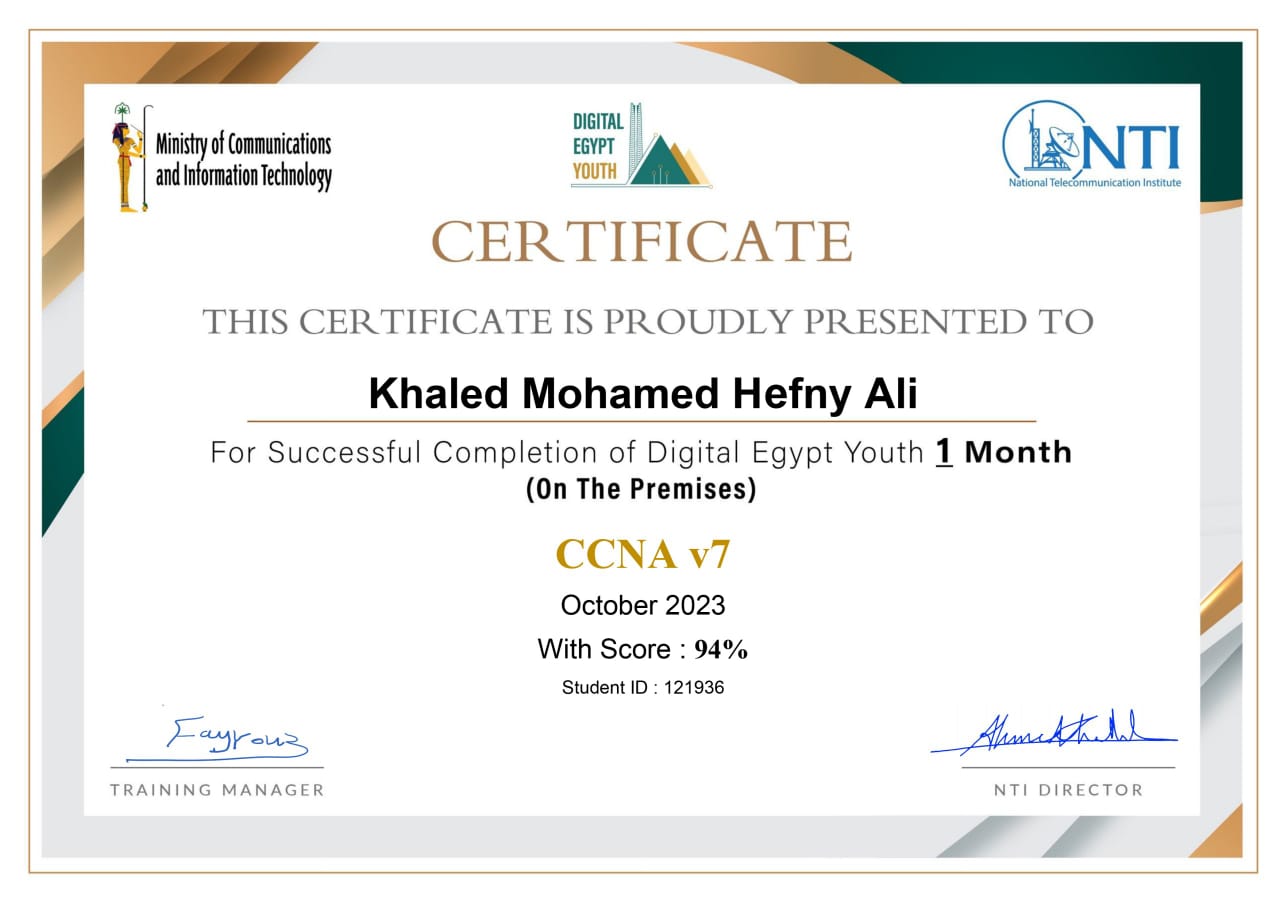 Ministry of Communications
and Information Technology
DIGITAL
EGYPT
YOUTH
NTI
National Telecommunication Institute
CERTIFICATE
THIS CERTIFICATE IS PROUDLY PRESENTED TO
Khaled Mohamed Hefny Ali
For Successful Completion of Digital Egypt Youth 1 Month
(On The Premises)
CCNA v7
October 2023
With Score : 94%
Student ID : 121936
Fayrouz
TRAINING MANAGER
NTI DIRECTOR